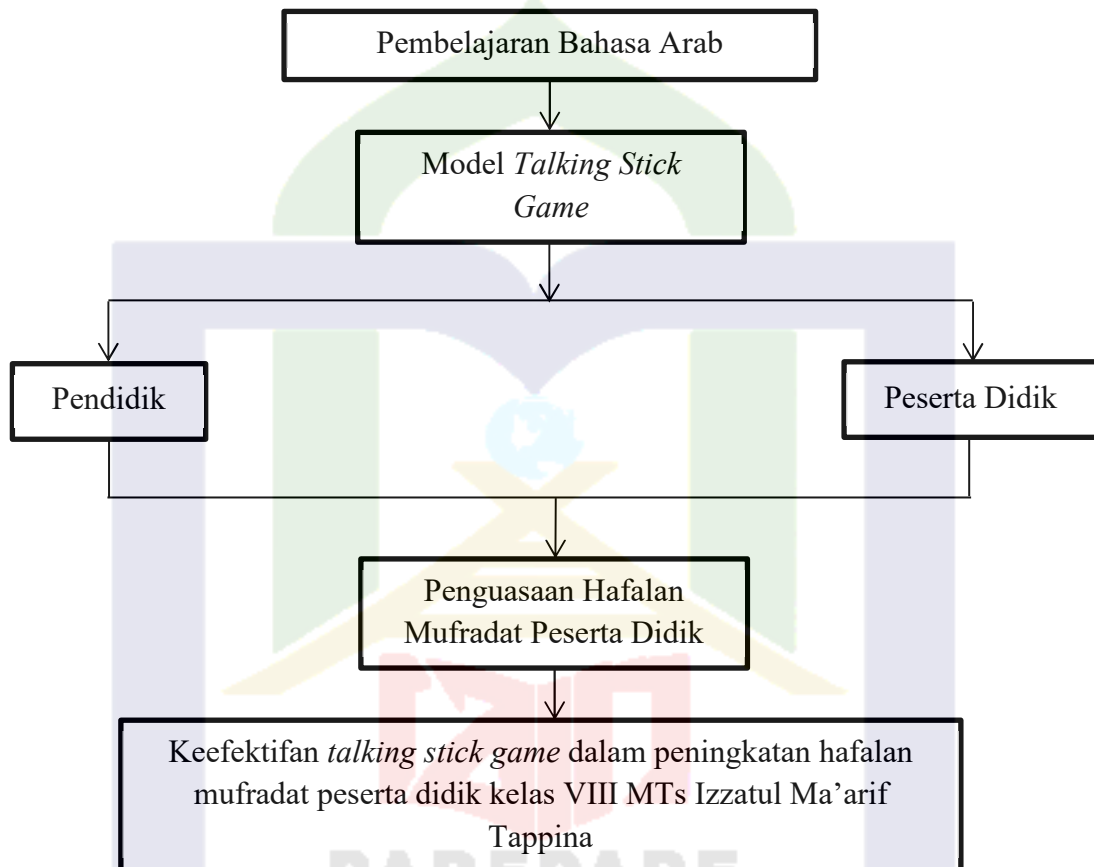 Pembelajaran Bahasa Arab
Model Talking Stick
Game
Pendidik
Peserta Didik
Penguasaan Hafalan
Mufradat Peserta Didik
Keefektifan talking stick game dalam peningkatan hafalan
mufradat peserta didik kelas VIII MTs Izzatul Ma’arif
Tappina
PAREPARE